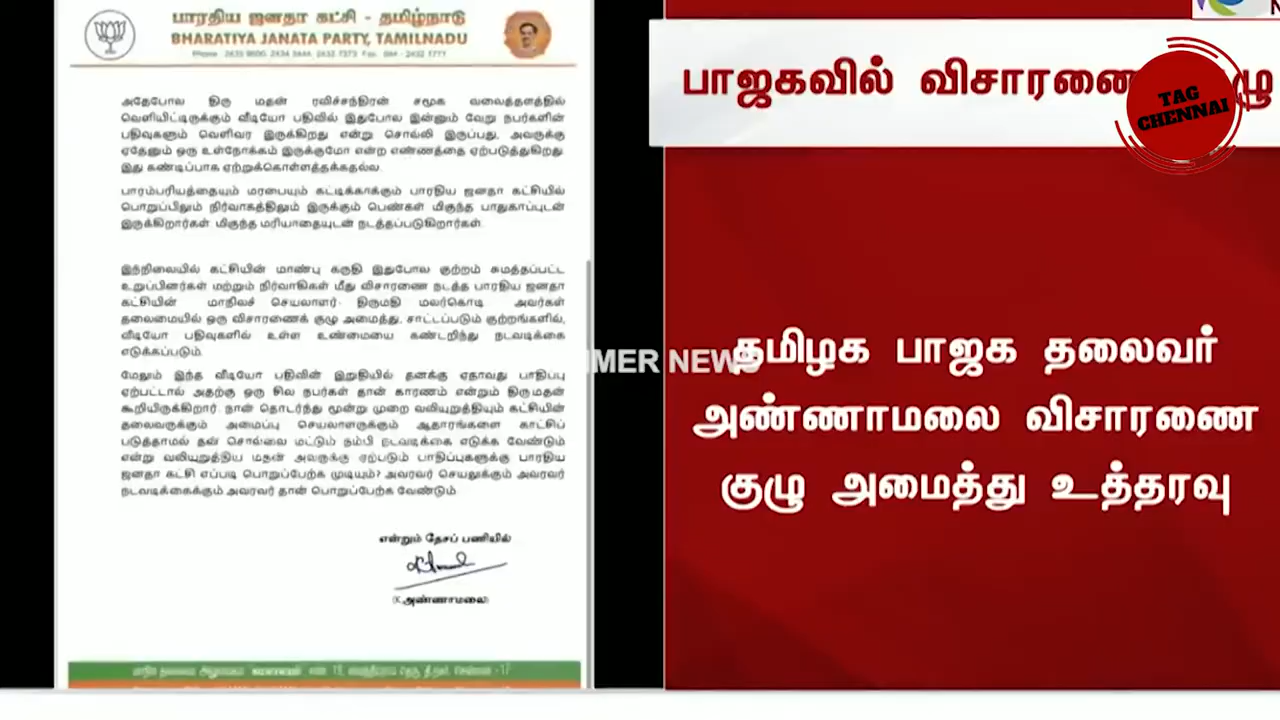 பாரதிய ஜனதா கட்சி - தமிழ்நாடு
BHARATIYA JANATA PARTY, TAMILNADU
அதேபோல திரு மதன் ரவிச்சந்திரன் சமூக வலைத்தளத்தில்
வெளியிட்டிருக்கும் வீடியோ பதிவில் இதுபோல இன்னும் வேறு நபர்களின்
பதிவுகளும் வெளிவர இருக்கிறது என்று சொல்லி இருப்பது, அவருக்கு
ஏதேனும் ஒரு உள்நோக்கம் இருக்குமோ என்ற எண்ணத்தை ஏற்படுத்துகிறது.
இது கண்டிப்பாக ஏற்றுக்கொள்ளத்தக்கதல்ல.
பாரம்பரியத்தையும் மரபையும் கட்டிக்காக்கும் பாரதிய ஜனதா கட்சியில்
பொறுப்பிலும் நிர்வாகத்திலும் இருக்கும் பெண்கள் மிகுந்த பாதுகாப்புடன்
இருக்கிறார்கள். மிகுந்த மரியாதையுடன் நடத்தப்படுகிறார்கள்.
இந்நிலையில் கட்சியின் மாண்பு கருதி இதுபோல குற்றம் சுமத்தப்பட்ட
உறுப்பினர்கள் மற்றும் நிர்வாகிகள் மீது விசாரணை நடத்த பாரதிய ஜனதா
கட்சியின் மாநிலச் செயலாளர் திருமதி மலர்கொடி அவர்கள்
தலைமையில் ஒரு விசாரணைக் குழு அமைத்து, சாட்டப்படும் குற்றங்களில்,
வீடியோ பதிவுகளில் உள்ள உண்மையை கண்டறிந்து நடவடிக்கை
எடுக்கப்படும்.
மேலும் இந்த வீடியோ பதிவின் இறுதியில் தனக்கு ஏதாவது பாதிப்பு
ஏற்பட்டால் அதற்கு ஒரு சில நபர்கள் தான் காரணம் என்றும் திருமதன்
கூறியிருக்கிறார். நான் தொடர்ந்து மூன்று முறை வலியுறுத்தியும் கட்சியின்
தலைவருக்கும் அமைப்பு செயலாளருக்கும் ஆதாரங்களை காட்சிப்
படுத்தாமல் தன் சொல்லை மட்டும் நம்பி நடவடிக்கை எடுக்க வேண்டும்
என்று வலியுறுத்திய மதன் அவருக்கு ஏற்படும் பாதிப்புகளுக்கு பாரதிய
ஜனதா கட்சி எப்படி பொறுப்பேற்க முடியும்? அவரவர் செயலுக்கும் அவரவர்
நடவடிக்கைக்கும் அவரவர் தான் பொறுப்பேற்க வேண்டும்.
என்றும் தேசப் பணியில்
(K.அண்ணாமலை)
பாஜகவில் விசாரணை
TAG
CHENNAI
தமிழக பாஜக தலைவர்
அண்ணாமலை விசாரணை
குழு அமைத்து உத்தரவு
IMER NEWS